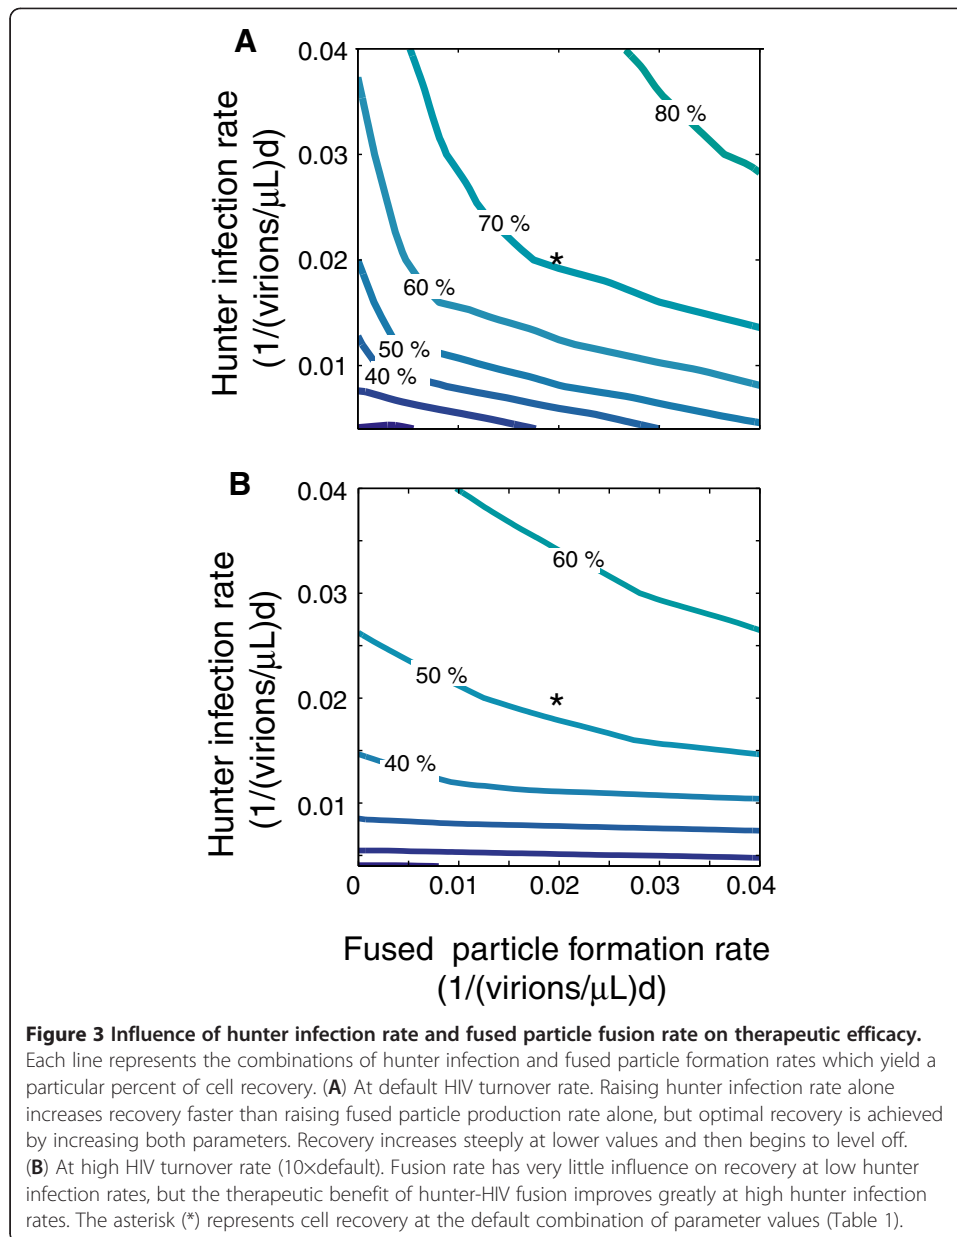 A
0.04
0.03
0.02
0.01
Hunter infection rate
(1/(virions/μL)d)
80 %
70 %
*
60 %
50 %
40 %
B
0.04
0.03
0.02
0.01
Hunter infection rate
(1/(virions/μL)d)
60 %
50 %
*
40 %
0 0.01 0.02 0.03 0.04
Fused particle formation rate
(1/(virions/μL)d)
Figure 3 Influence of hunter infection rate and fused particle fusion rate on therapeutic efficacy.
Each line represents the combinations of hunter infection and fused particle formation rates which yield a
particular percent of cell recovery. (A) At default HIV turnover rate. Raising hunter infection rate alone
increases recovery faster than raising fused particle production rate alone, but optimal recovery is achieved
by increasing both parameters. Recovery increases steeply at lower values and then begins to level off.
(B) At high HIV turnover rate (10×default). Fusion rate has very little influence on recovery at low hunter
infection rates, but the therapeutic benefit of hunter-HIV fusion improves greatly at high hunter infection
rates. The asterisk (*) represents cell recovery at the default combination of parameter values (Table 1).